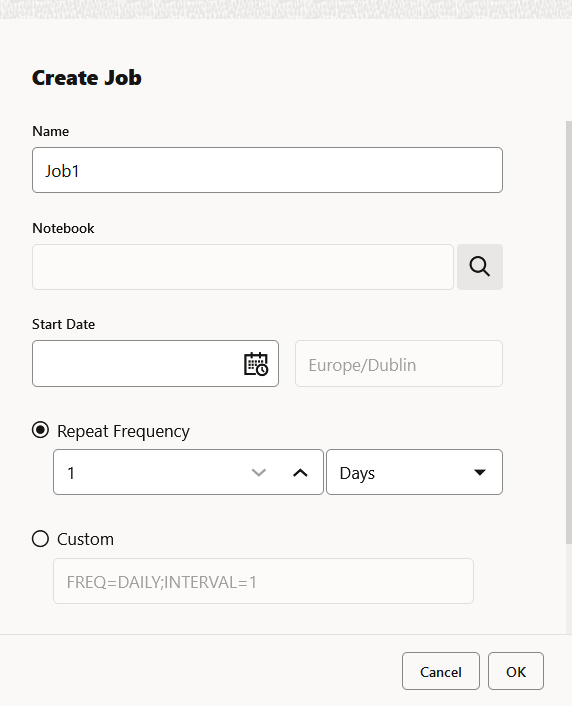 Create Job
Name
Job1
Notebook
Start Date
Europe/Dublin
Repeat Frequency
1 Days
Custom
FREQ=DAILY;INTERVAL=1
Cancel OK